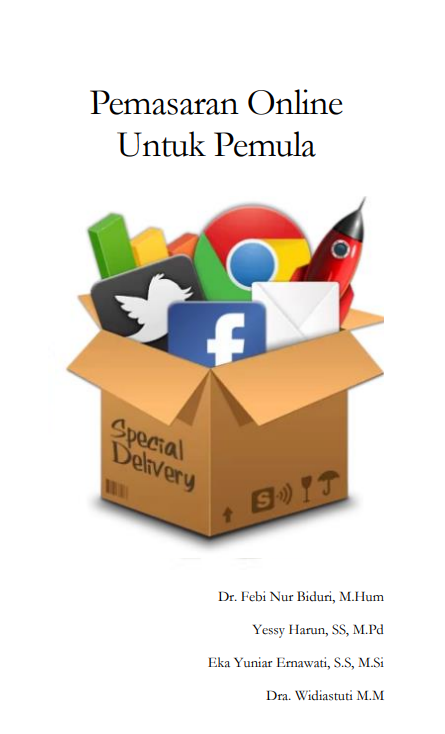 Pemasaran Online
Untuk Pemula
f
Special
Delivery
S
Dr. Febi Nur Biduri, M.Hum
Yessy Harun, SS, M.Pd
Eka Yuniar Ernawati, S.S, M.Si
Dra. Widiastuti M.M